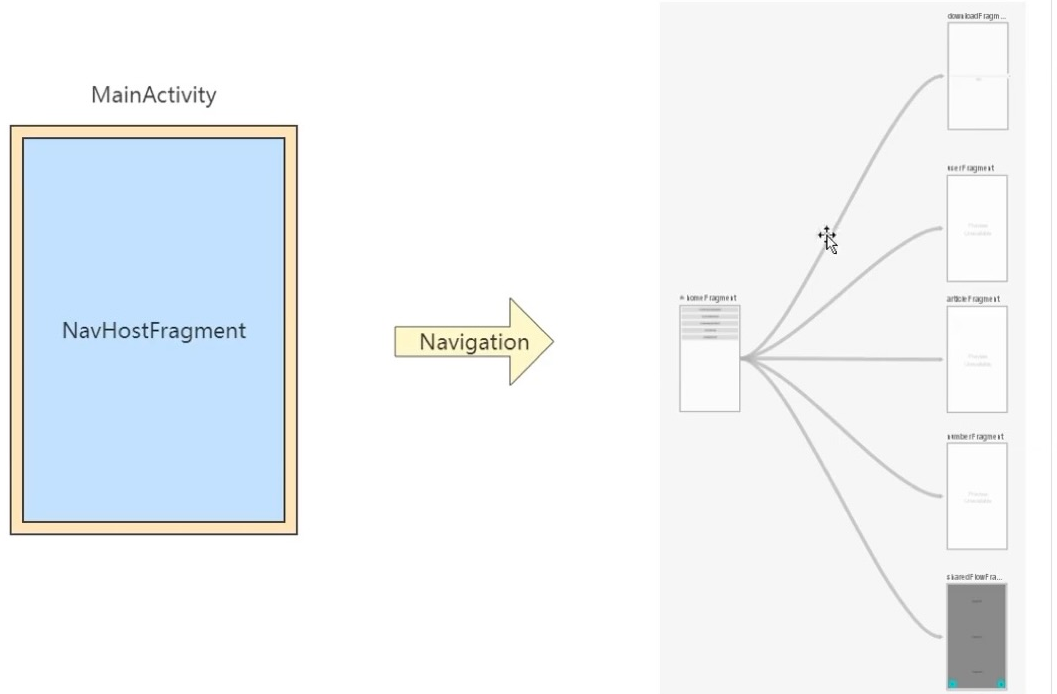 MainActivity
NavHostFragment
Navigation
homeFragment
downloadFragm...
userFragment
Preview
Unavailable
articleFragment
Preview
Unavailable
numberFragment
Preview
Unavailable
sharedFlowFra...